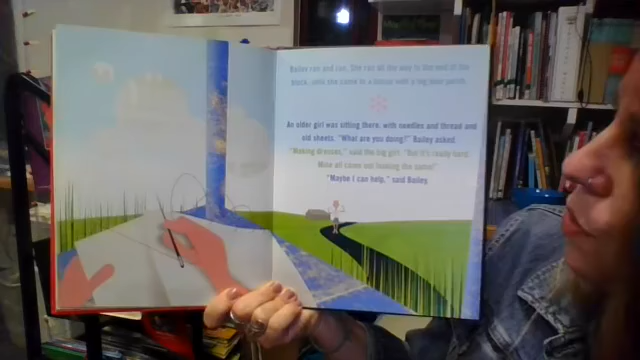 Bailey ran and ran. She ran all the way to the end of the
block, until she came to a house with a big blue porch.
An older girl was sitting there, with needles and thread and
old sheets. "What are you doing?" Bailey asked.
"Making dresses," said the big girl. "But it's really hard.
Mine all came out looking the same!"
"Maybe I can help," said Bailey.